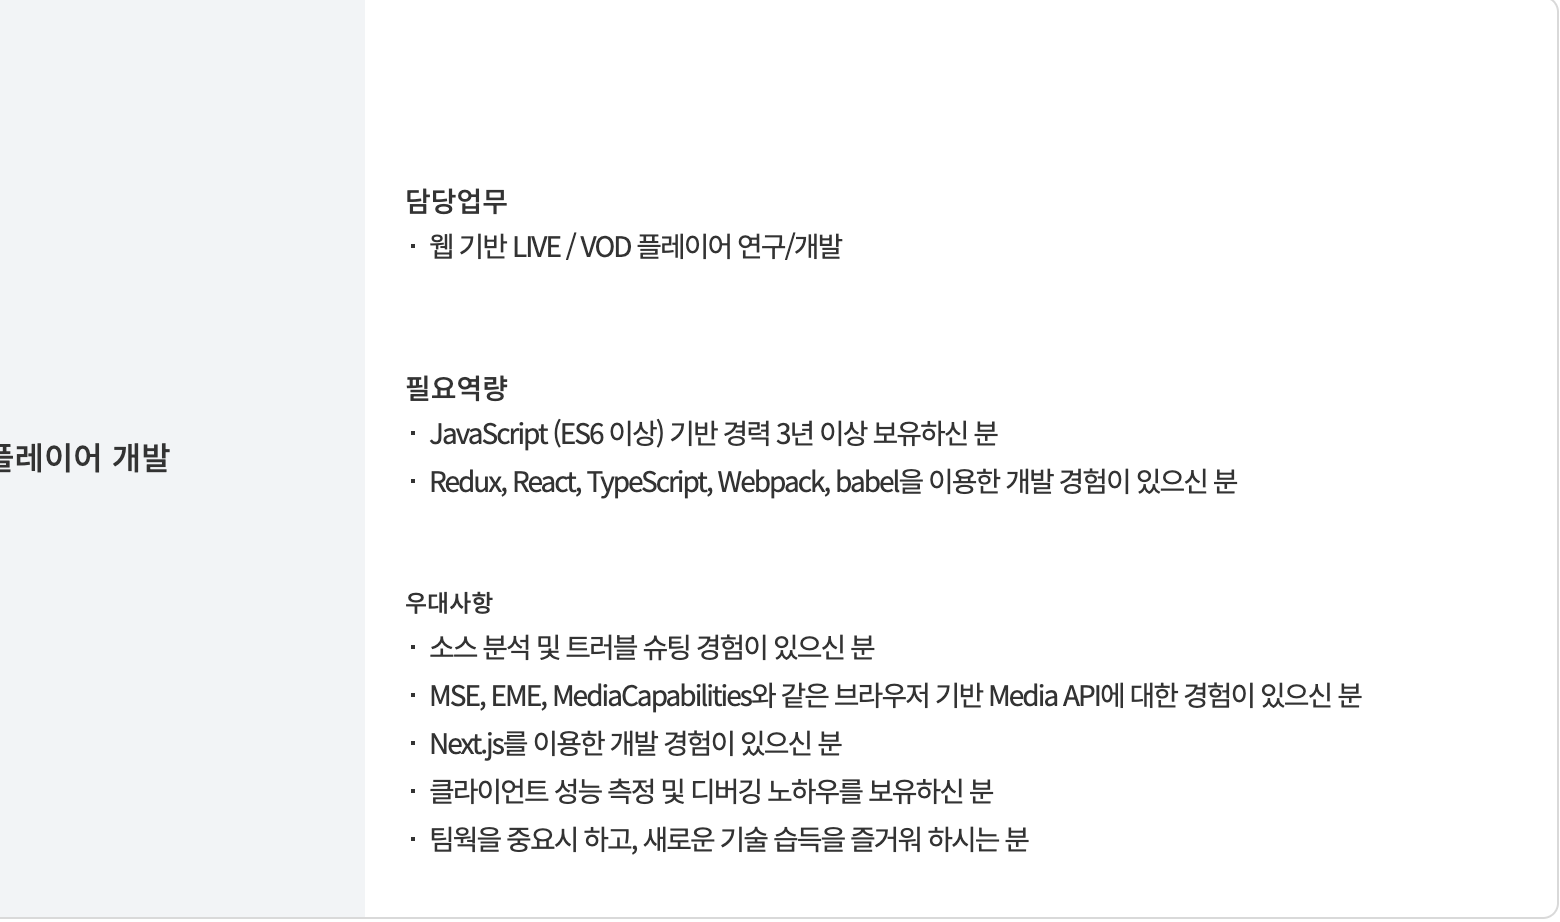 플레이어 개발
담당업무
· 웹 기반 LIVE / VOD 플레이어 연구/개발
필요역량
· JavaScript (ES6 이상) 기반 경력 3년 이상 보유하신 분
· Redux, React, TypeScript, Webpack, babel을 이용한 개발 경험이 있으신 분
우대사항
· 소스 분석 및 트러블 슈팅 경험이 있으신 분
· MSE, EME, MediaCapabilities와 같은 브라우저 기반 Media API에 대한 경험이 있으신 분
· Next.js를 이용한 개발 경험이 있으신 분
· 클라이언트 성능 측정 및 디버깅 노하우를 보유하신 분
· 팀웍을 중요시 하고, 새로운 기술 습득을 즐거워 하시는 분